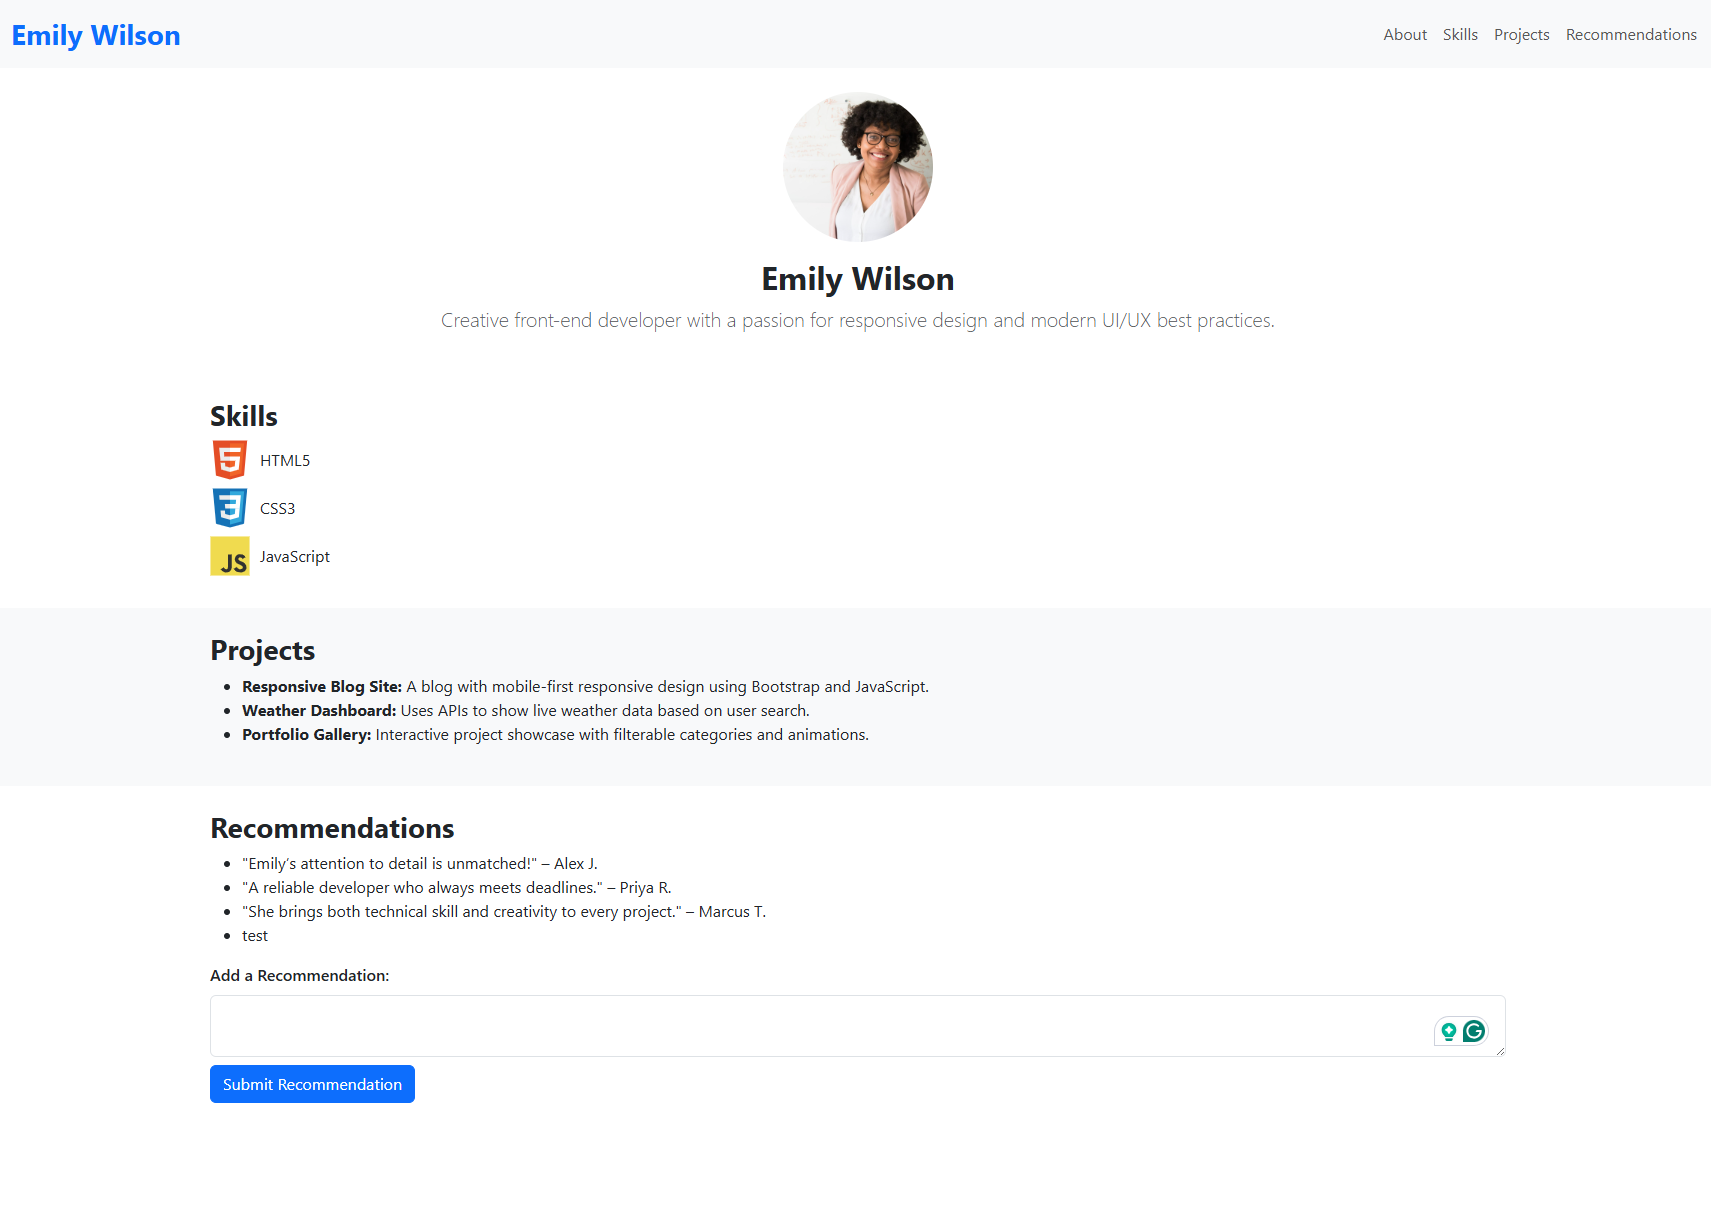 Emily Wilson
About Skills Projects Recommendations
Emily Wilson
Creative front-end developer with a passion for responsive design and modern UI/UX best practices.
Skills
5 HTML5
3 CSS3
JS JavaScript
Projects
Responsive Blog Site: A blog with mobile-first responsive design using Bootstrap and JavaScript.
Weather Dashboard: Uses APIs to show live weather data based on user search.
Portfolio Gallery: Interactive project showcase with filterable categories and animations.
Recommendations
"Emily’s attention to detail is unmatched!" – Alex J.
"A reliable developer who always meets deadlines." – Priya R.
"She brings both technical skill and creativity to every project." – Marcus T.
test
Add a Recommendation:
G
Submit Recommendation